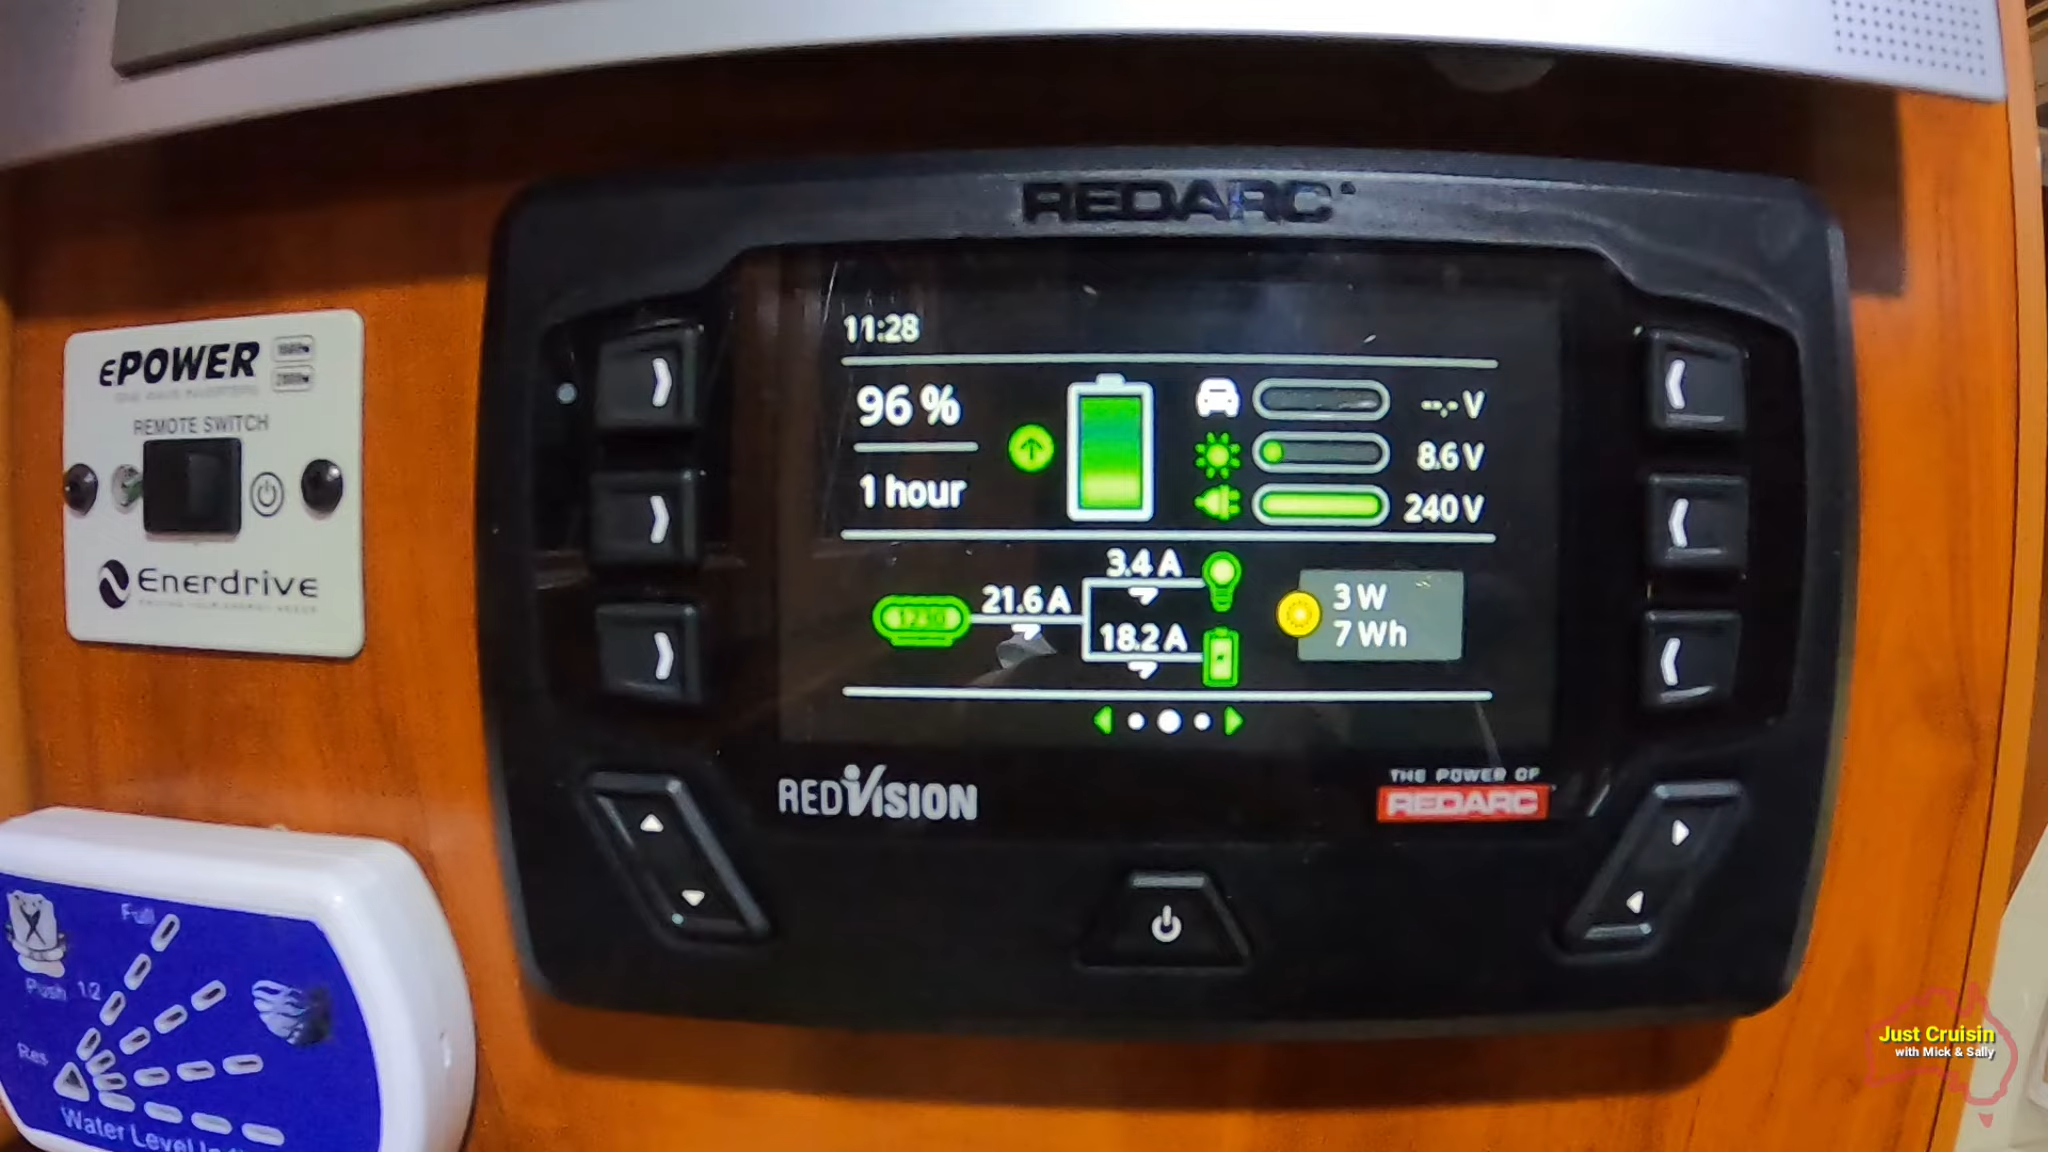 REDARC
ePOWER
REMOTE SWITCH
Enerdrive
11:28
96 %
1 hour
--.- V
8.6 V
240 V
3.4 A
21.6 A
18.2 A
3 W
7 Wh
REDVISION
THE POWER OF
REDARC
Full
Push
1/2
Res
Water Level
Just Cruisin
with Mick & Sally